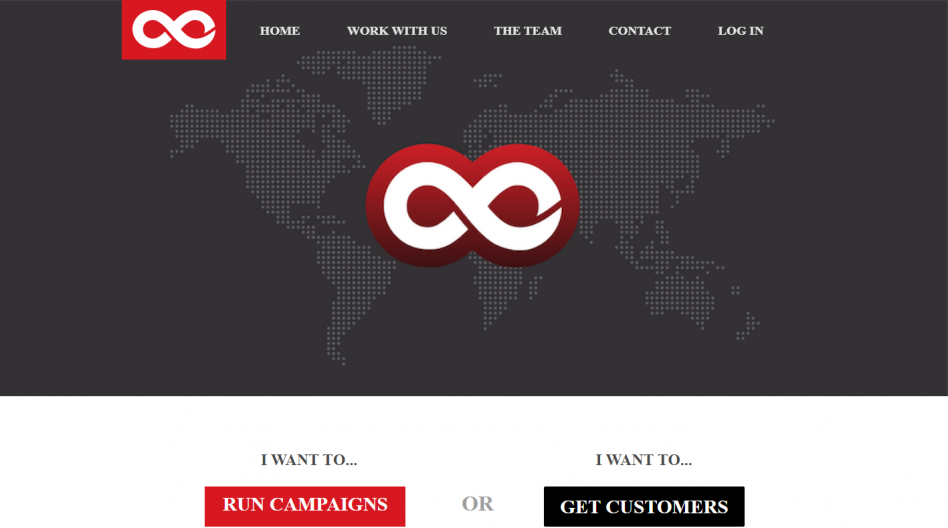 HOME WORK WITH US THE TEAM CONTACT LOG IN
I WANT TO... I WANT TO...
RUN CAMPAIGNS OR GET CUSTOMERS